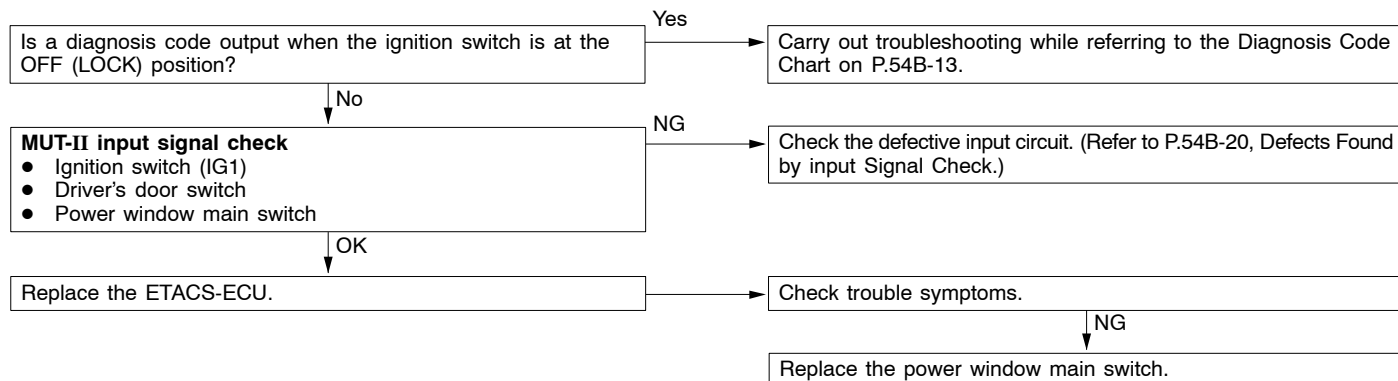 Is a diagnosis code output when the ignition switch is at the
OFF (LOCK) position?
Yes
Carry out troubleshooting while referring to the Diagnosis Code
Chart on P.54B-13.
No
MUT-II input signal check
● Ignition switch (IG1)
● Driver's door switch
● Power window main switch
NG
Check the defective input circuit. (Refer to P.54B-20, Defects Found
by input Signal Check.)
OK
Replace the ETACS-ECU.
Check trouble symptoms.
NG
Replace the power window main switch.